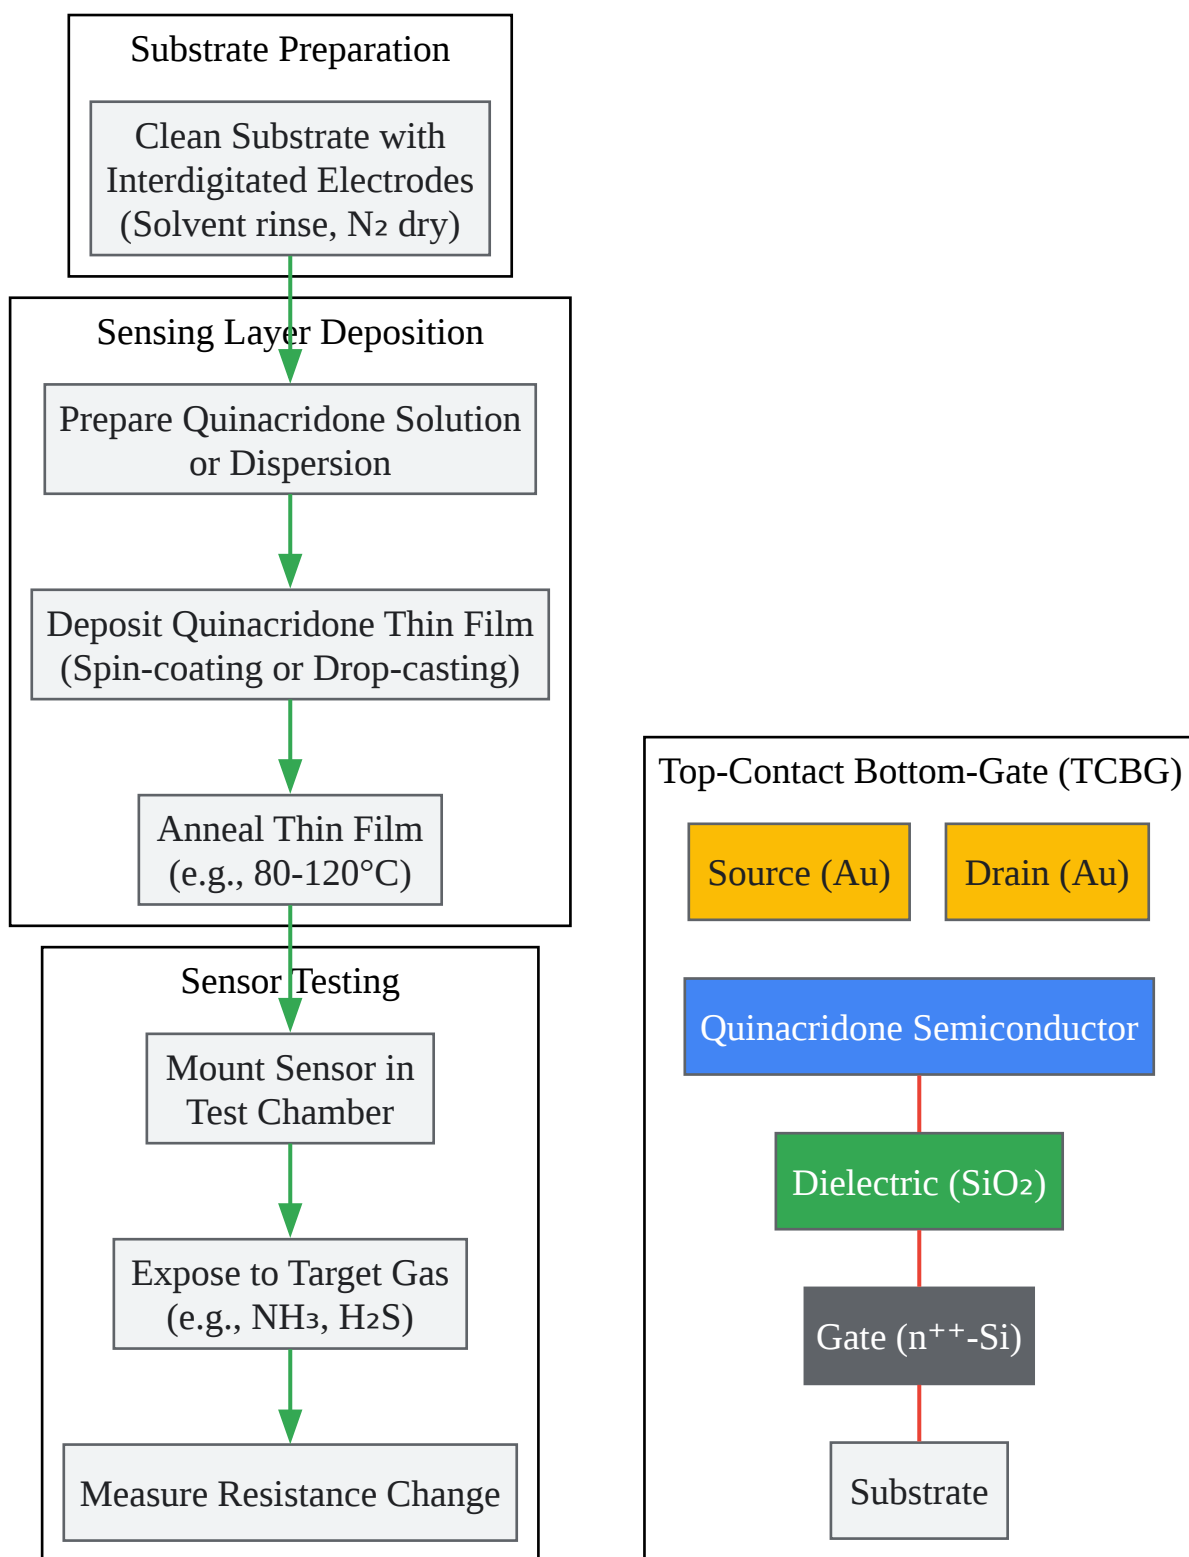 Substrate Preparation
Clean Substrate with
Interdigitated Electrodes
(Solvent rinse, N₂ dry)
Sensing Layer Deposition
Prepare Quinacridone Solution
or Dispersion
Deposit Quinacridone Thin Film
(Spin-coating or Drop-casting)
Anneal Thin Film
(e.g., 80-120°C)
Sensor Testing
Mount Sensor in
Test Chamber
Expose to Target Gas
(e.g., NH₃, H₂S)
Measure Resistance Change
Top-Contact Bottom-Gate (TCBG)
Source (Au)
Drain (Au)
Quinacridone Semiconductor
Dielectric (SiO₂)
Gate (n⁺⁺-Si)
Substrate